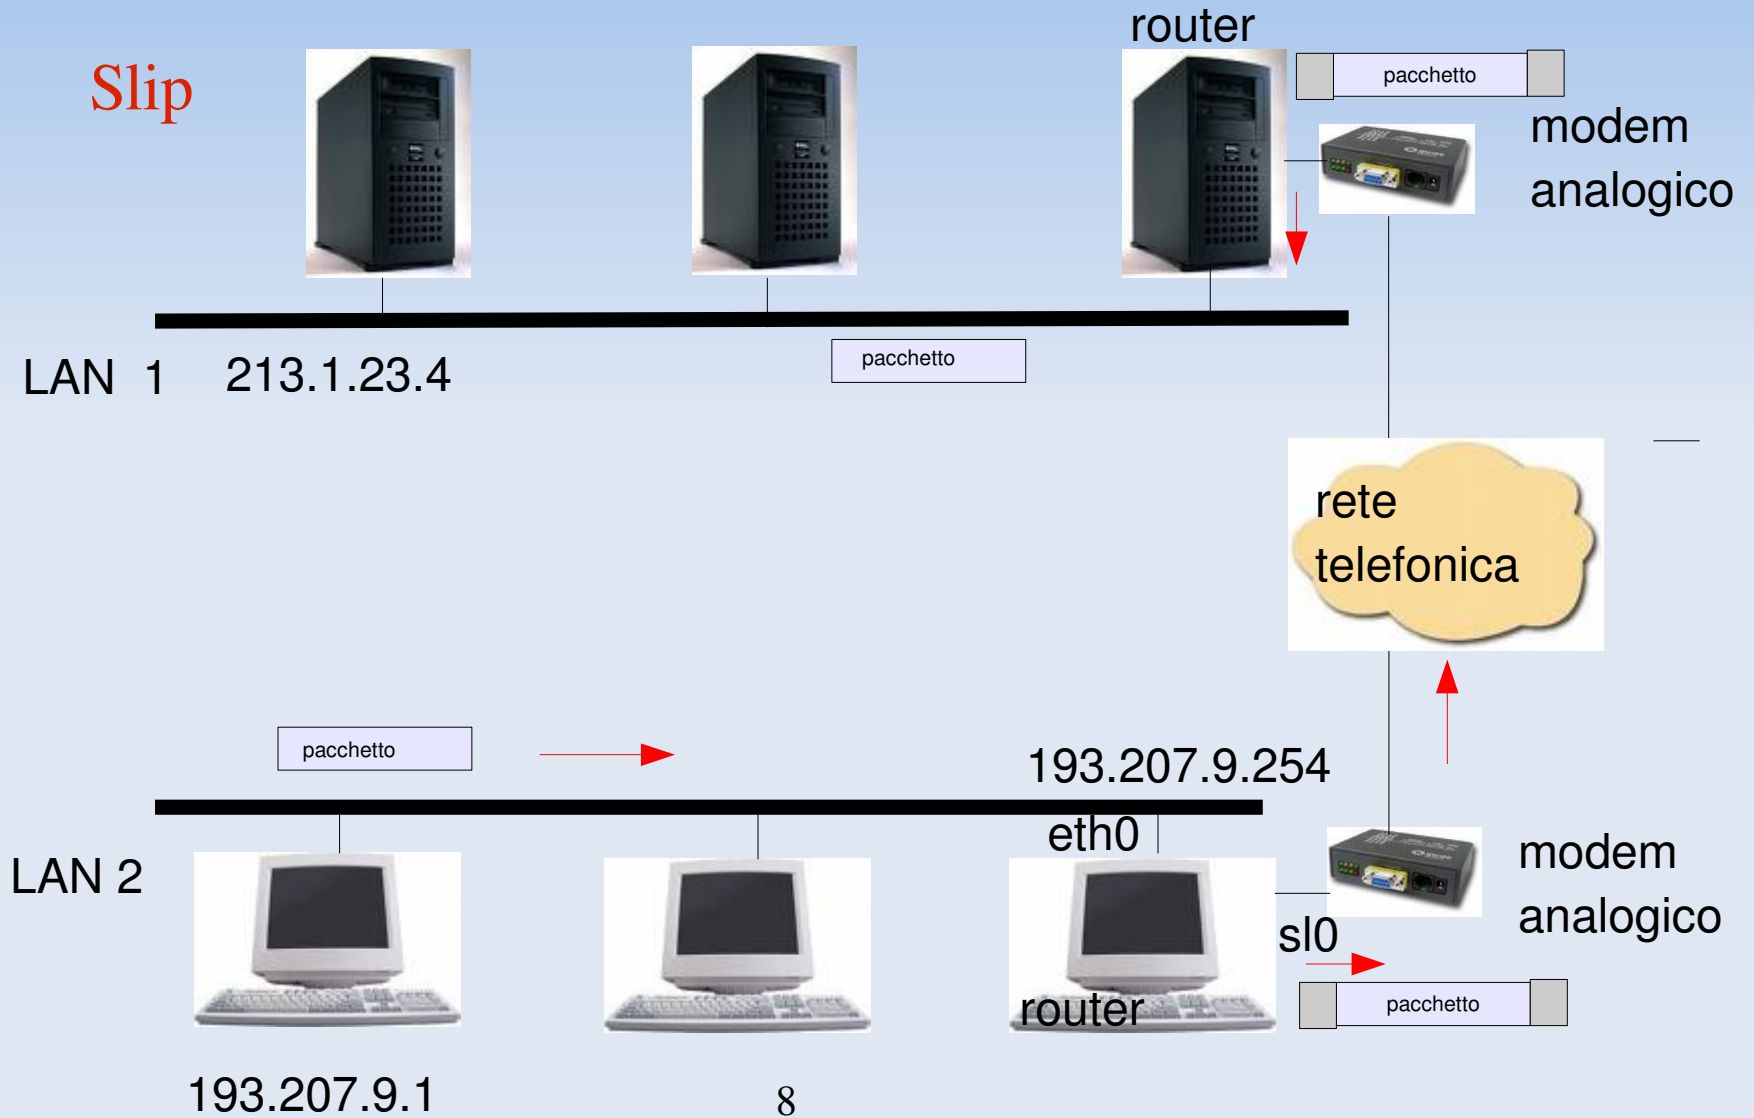 router
Slip
pacchetto
modem
analogico
LAN 1
213.1.23.4
pacchetto
rete
telefonica
pacchetto
193.207.9.254
eth0
LAN 2
modem
analogico
sl0
router
pacchetto
193.207.9.1
8